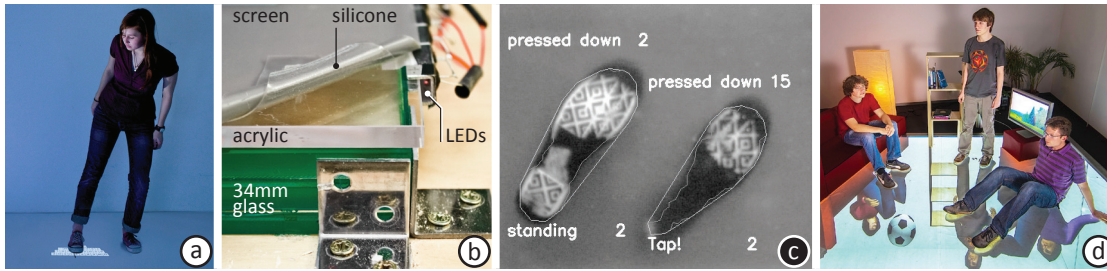 a
screen
silicone
LEDs
acrylic
34mm
glass
b
pressed down 2
pressed down 15
standing 2
Tap! 2
c
d